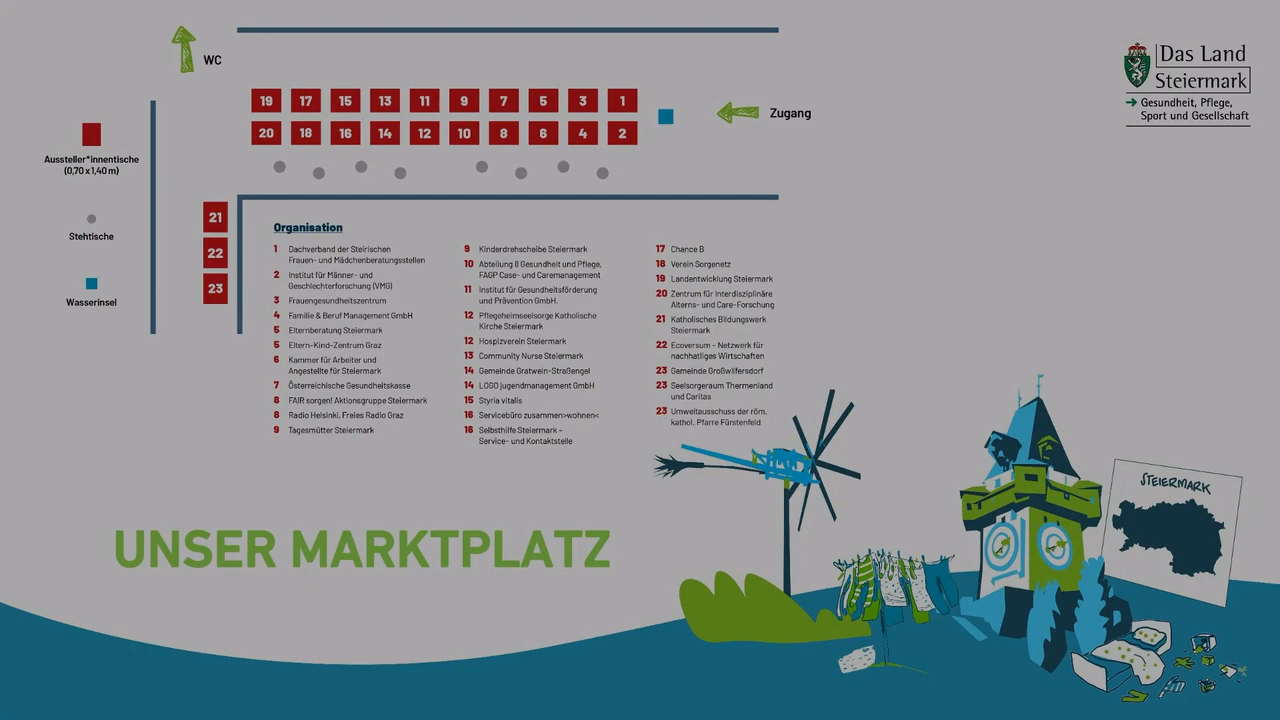 WC
Das Land
Steiermark
→ Gesundheit, Pflege,
Sport und Gesellschaft
19 17 15 13 11 9 7 5 3 1
Zugang
20 18 16 14 12 10 8 6 4 2
Aussteller*innentische
(0,70 x 1,40 m)
Stehtische
Wasserinsel
21
22
23
Organisation
1 Dachverband der Steirischen
Frauen- und Mädchenberatungsstellen
2 Institut für Männer- und
Geschlechterforschung (VMG)
3 Frauengesundheitszentrum
4 Familie & Beruf Management GmbH
5 Elternberatung Steiermark
5 Eltern-Kind-Zentrum Graz
6 Kammer für Arbeiter und
Angestellte für Steiermark
7 Österreichische Gesundheitskasse
8 FAIR sorgen! Aktionsgruppe Steiermark
8 Radio Helsinki, Freies Radio Graz
9 Tagesmütter Steiermark
9 Kinderdrehscheibe Steiermark
10 Abteilung 8 Gesundheit und Pflege,
FAGP Case- und Caremanagement
11 Institut für Gesundheitsförderung
und Prävention GmbH.
12 Pflegeheimseelsorge Katholische
Kirche Steiermark
12 Hospizverein Steiermark
13 Community Nurse Steiermark
14 Gemeinde Gratwein-Straßengel
14 LOGO jugendmanagement GmbH
15 Styria vitalis
16 Servicebüro zusammen>wohnen<
16 Selbsthilfe Steiermark –
Service- und Kontaktstelle
17 Chance B
18 Verein Sorgenetz
19 Landentwicklung Steiermark
20 Zentrum für Interdisziplinäre
Alterns- und Care-Forschung
21 Katholisches Bildungswerk
Steiermark
22 Ecoversum – Netzwerk für
nachhatliges Wirtschaften
23 Gemeinde Großwilfersdorf
23 Seelsorgeraum Thermenland
und Caritas
23 Umweltausschuss der röm.
kathol. Pfarre Fürstenfeld
STEIERMARK
UNSER MARKTPLATZ